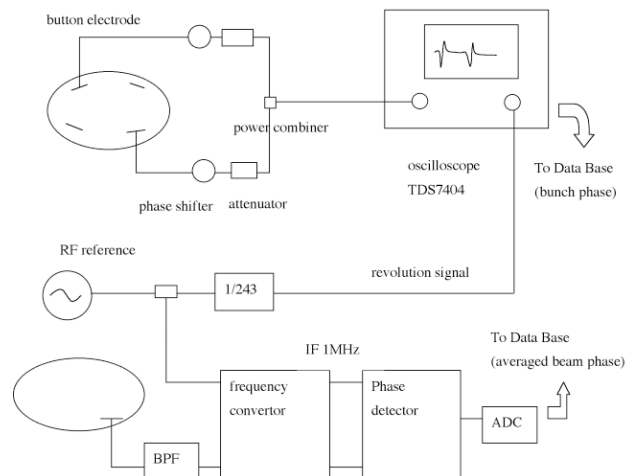 button electrode
power combiner
phase shifter
attenuator
oscilloscope
TDS7404
To Data Base
(bunch phase)
RF reference
1/243
revolution signal
IF 1MHz
To Data Base
(averaged beam phase)
frequency
convertor
Phase
detector
ADC
BPF